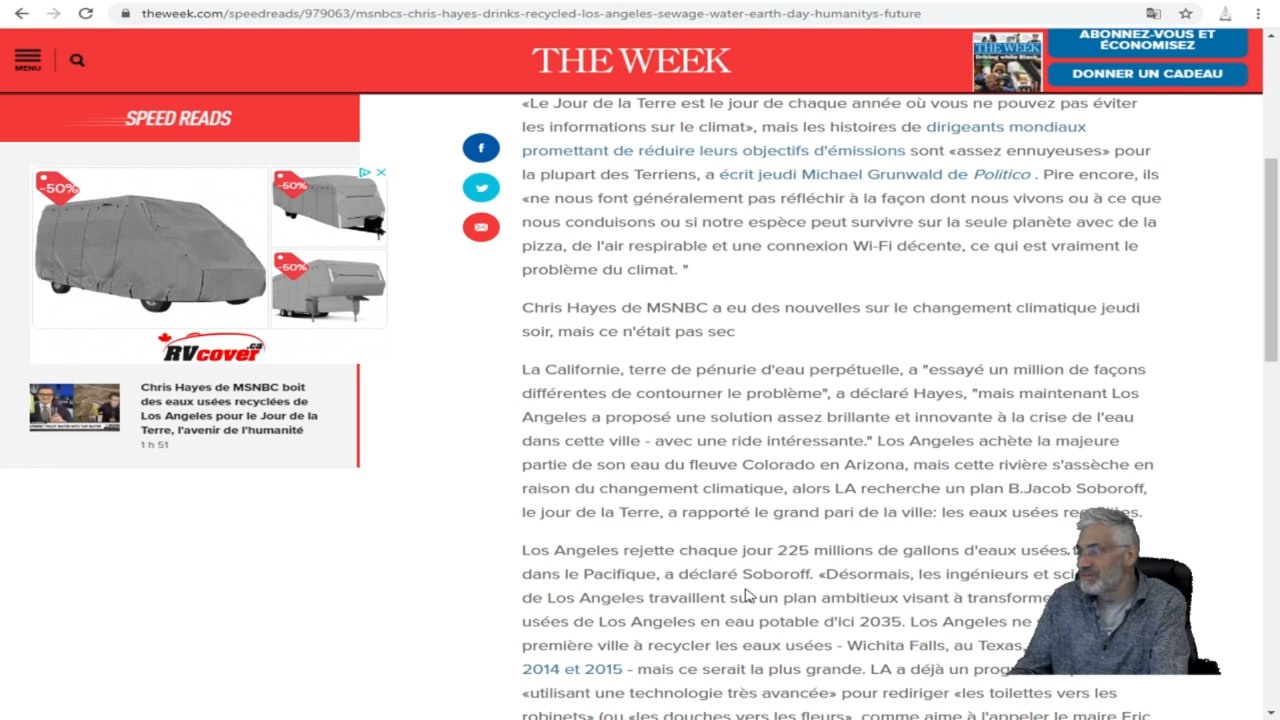 theweek.com/speedreads/979063/msnbcs-chris-hayes-drinks-recycled-los-angeles-sewage-water-earth-day-humanitys-future
MENU
THE WEEK
THE WEEK
ABONNEZ-VOUS ET
ÉCONOMISEZ
DONNER UN CADEAU
SPEED READS
-50%
-50%
-50%
RVcover.ca
Chris Hayes de MSNBC boit
des eaux usées recyclées de
Los Angeles pour le Jour de la
Terre, l'avenir de l'humanité
1 h 51
«Le Jour de la Terre est le jour de chaque année où vous ne pouvez pas éviter
les informations sur le climat», mais les histoires de dirigeants mondiaux
promettant de réduire leurs objectifs d'émissions sont «assez ennuyeuses» pour
la plupart des Terriens, a écrit jeudi Michael Grunwald de Politico . Pire encore, ils
«ne nous font généralement pas réfléchir à la façon dont nous vivons ou à ce que
nous conduisons ou si notre espèce peut survivre sur la seule planète avec de la
pizza, de l'air respirable et une connexion Wi-Fi décente, ce qui est vraiment le
problème du climat. "
Chris Hayes de MSNBC a eu des nouvelles sur le changement climatique jeudi
soir, mais ce n'était pas sec
La Californie, terre de pénurie d'eau perpétuelle, a "essayé un million de façons
différentes de contourner le problème", a déclaré Hayes, "mais maintenant Los
Angeles a proposé une solution assez brillante et innovante à la crise de l'eau
dans cette ville - avec une ride intéressante." Los Angeles achète la majeure
partie de son eau du fleuve Colorado en Arizona, mais cette rivière s'assèche en
raison du changement climatique, alors LA recherche un plan B.Jacob Soboroff,
le jour de la Terre, a rapporté le grand pari de la ville: les eaux usées
Los Angeles rejette chaque jour 225 millions de gallons d'eaux usées
dans le Pacifique, a déclaré Soboroff. «Désormais, les ingénieurs et
de Los Angeles travaillent sur un plan ambitieux visant à
usées de Los Angeles en eau potable d'ici 2035. Los Angeles ne
première ville à recycler les eaux usées - Wichita Falls, au Texas,
2014 et 2015 - mais ce serait la plus grande. LA a déjà un
«utilisant une technologie très avancée» pour rediriger «les toilettes vers les
robinets» (ou «les douches vers les fleurs», comme aime à l'appeler le maire Eric